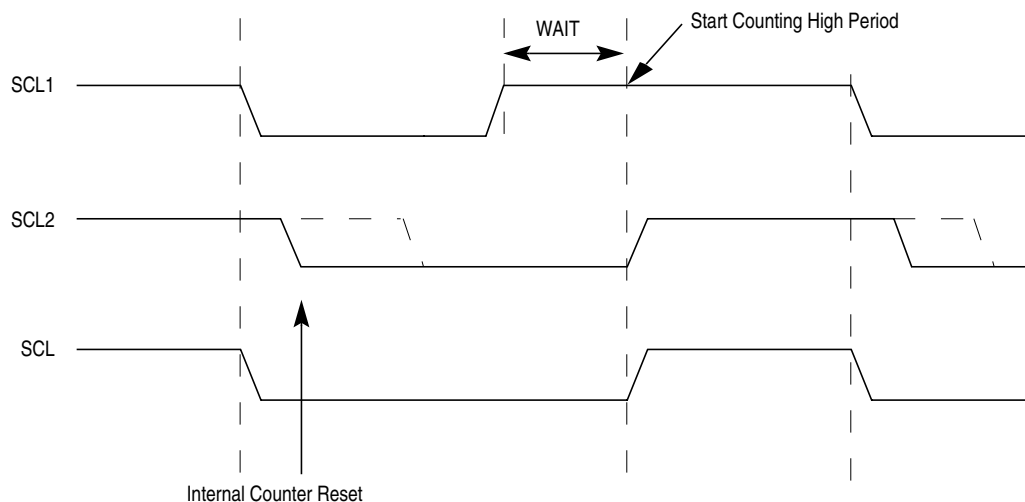 Start Counting High Period
WAIT
SCL1
SCL2
SCL
Internal Counter Reset